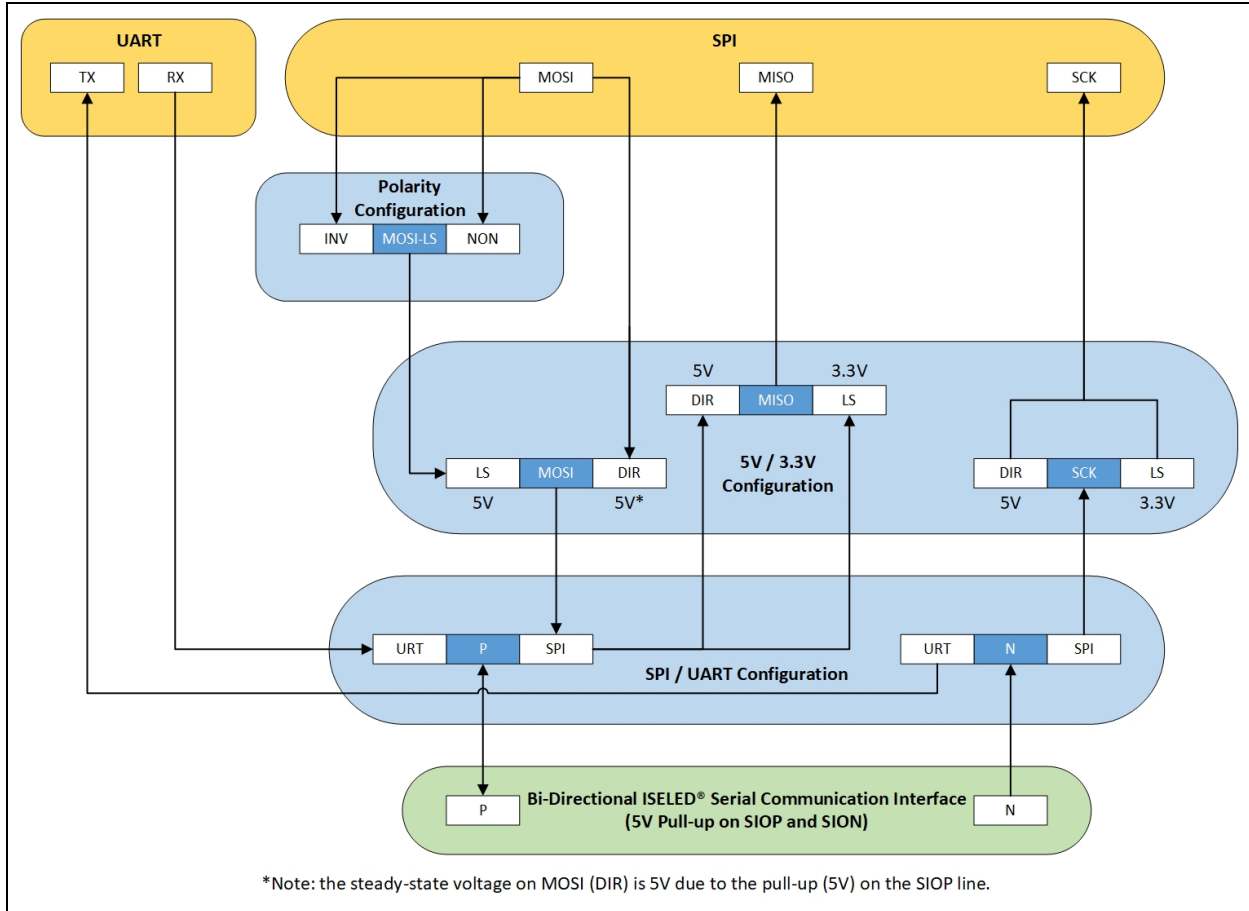 UART
TX
RX
SPI
MOSI
MISO
SCK
Polarity
Configuration
INV
MOSI-LS
NON
5V
3.3V
DIR
MISO
LS
LS
MOSI
DIR
5V
5V*
5V / 3.3V
Configuration
DIR
SCK
LS
5V
3.3V
URT
P
SPI
URT
N
SPI
SPI / UART Configuration
P
Bi-Directional ISELED® Serial Communication Interface
(5V Pull-up on SIOP and SION)
N
*Note: the steady-state voltage on MOSI (DIR) is 5V due to the pull-up (5V) on the SIOP line.